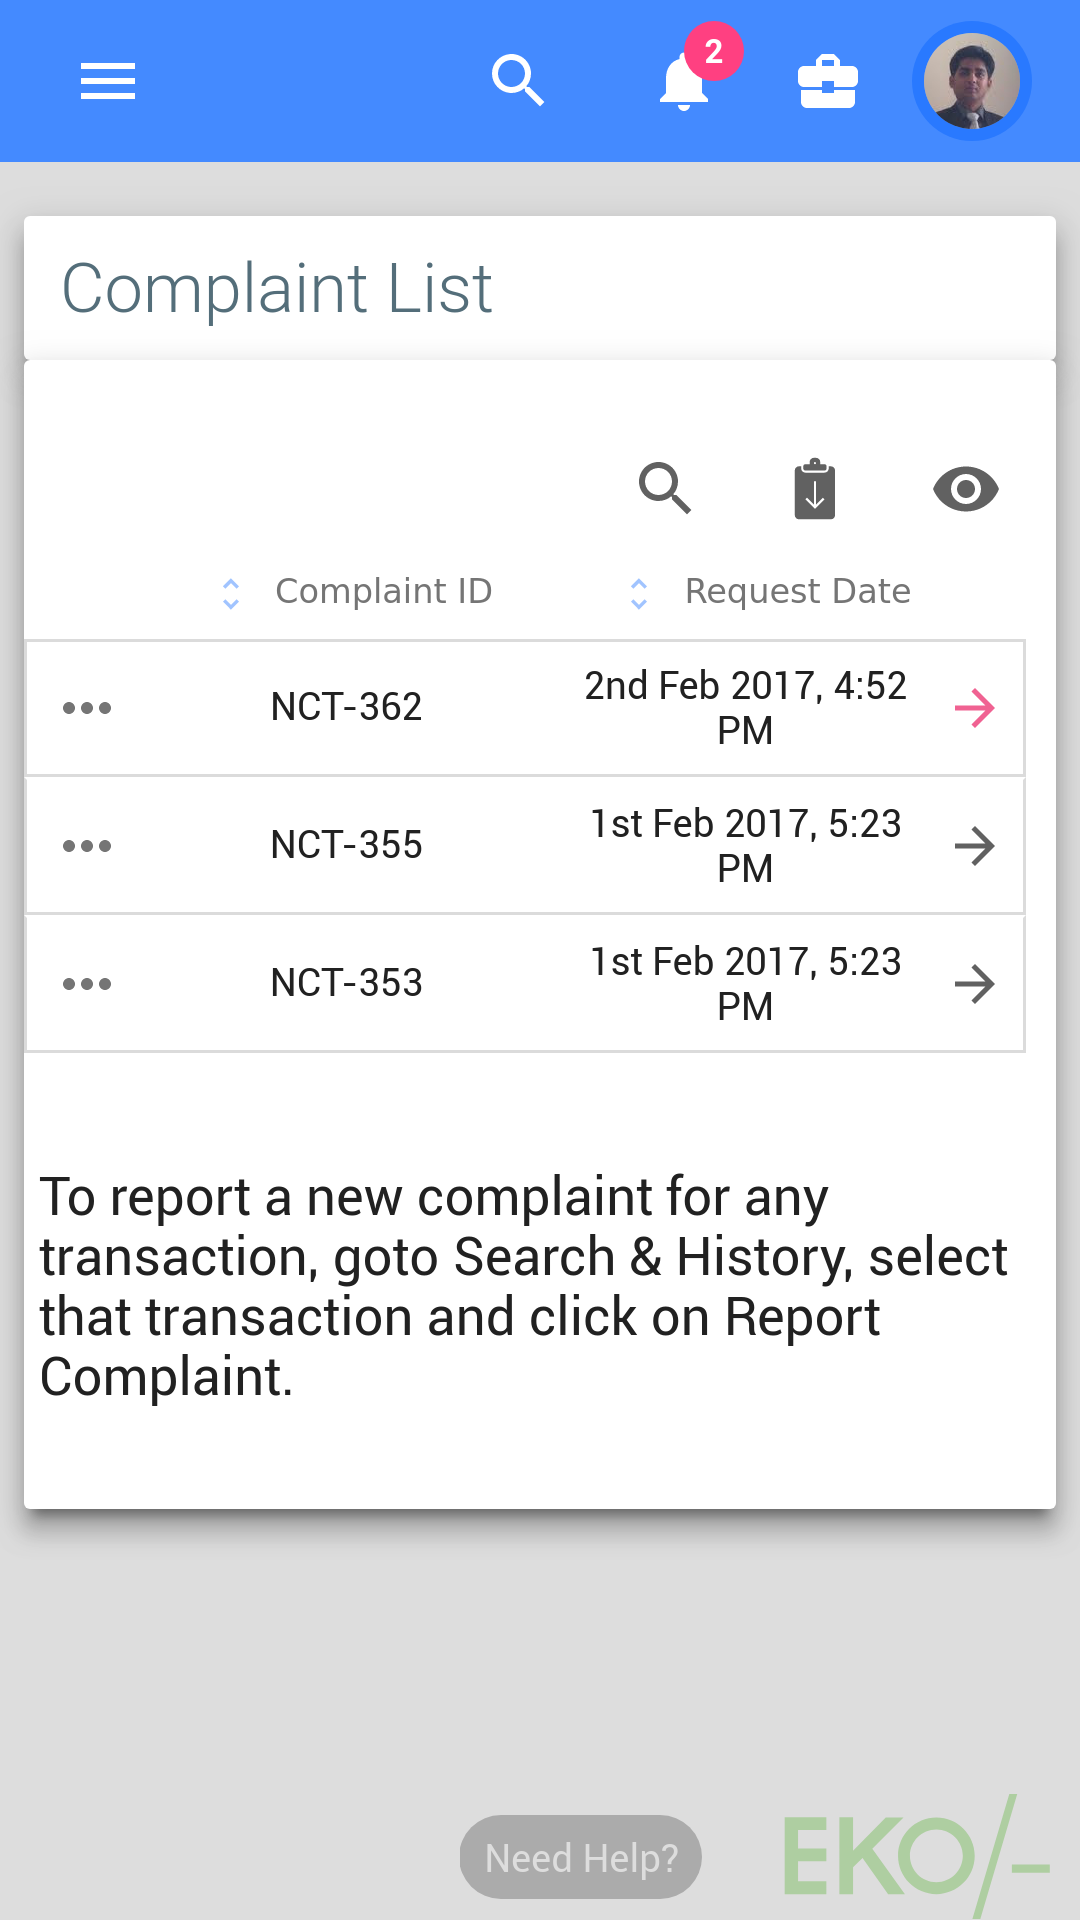 2
Complaint List
Complaint ID
Request Date
NCT-362
2nd Feb 2017, 4:52
PM
NCT-355
1st Feb 2017, 5:23
PM
NCT-353
1st Feb 2017, 5:23
PM
To report a new complaint for any
transaction, goto Search & History, select
that transaction and click on Report
Complaint.
Need Help?
EKO/-